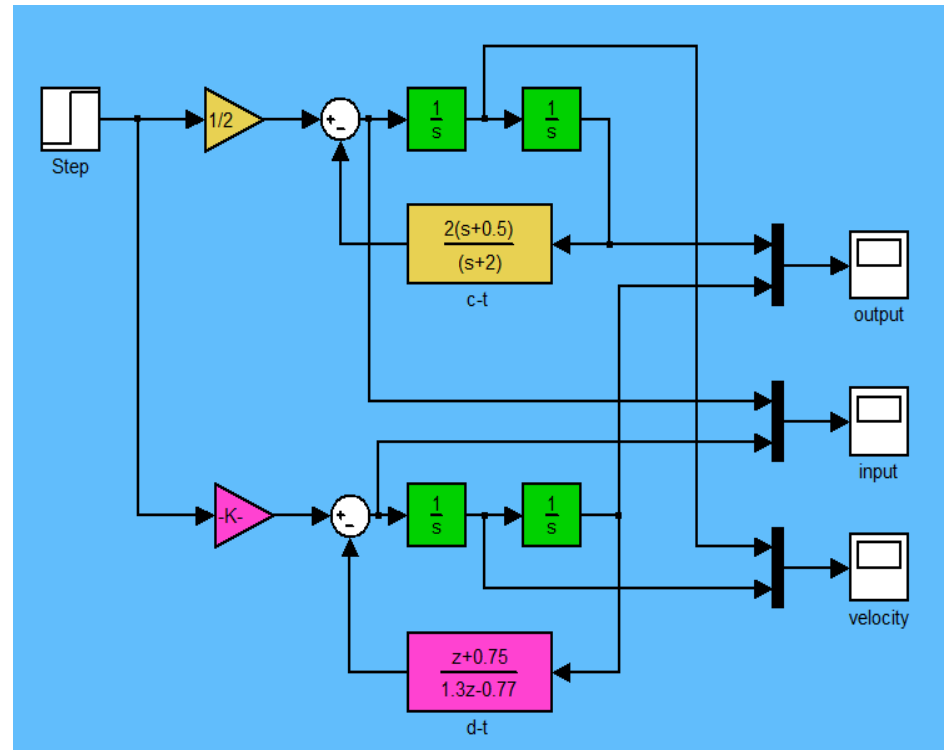 Step
1/2
+
-
1
s
1
s
2(s+0.5)
(s+2)
c-t
output
input
-K-
+
-
1
s
1
s
velocity
z+0.75
1.3z-0.77
d-t